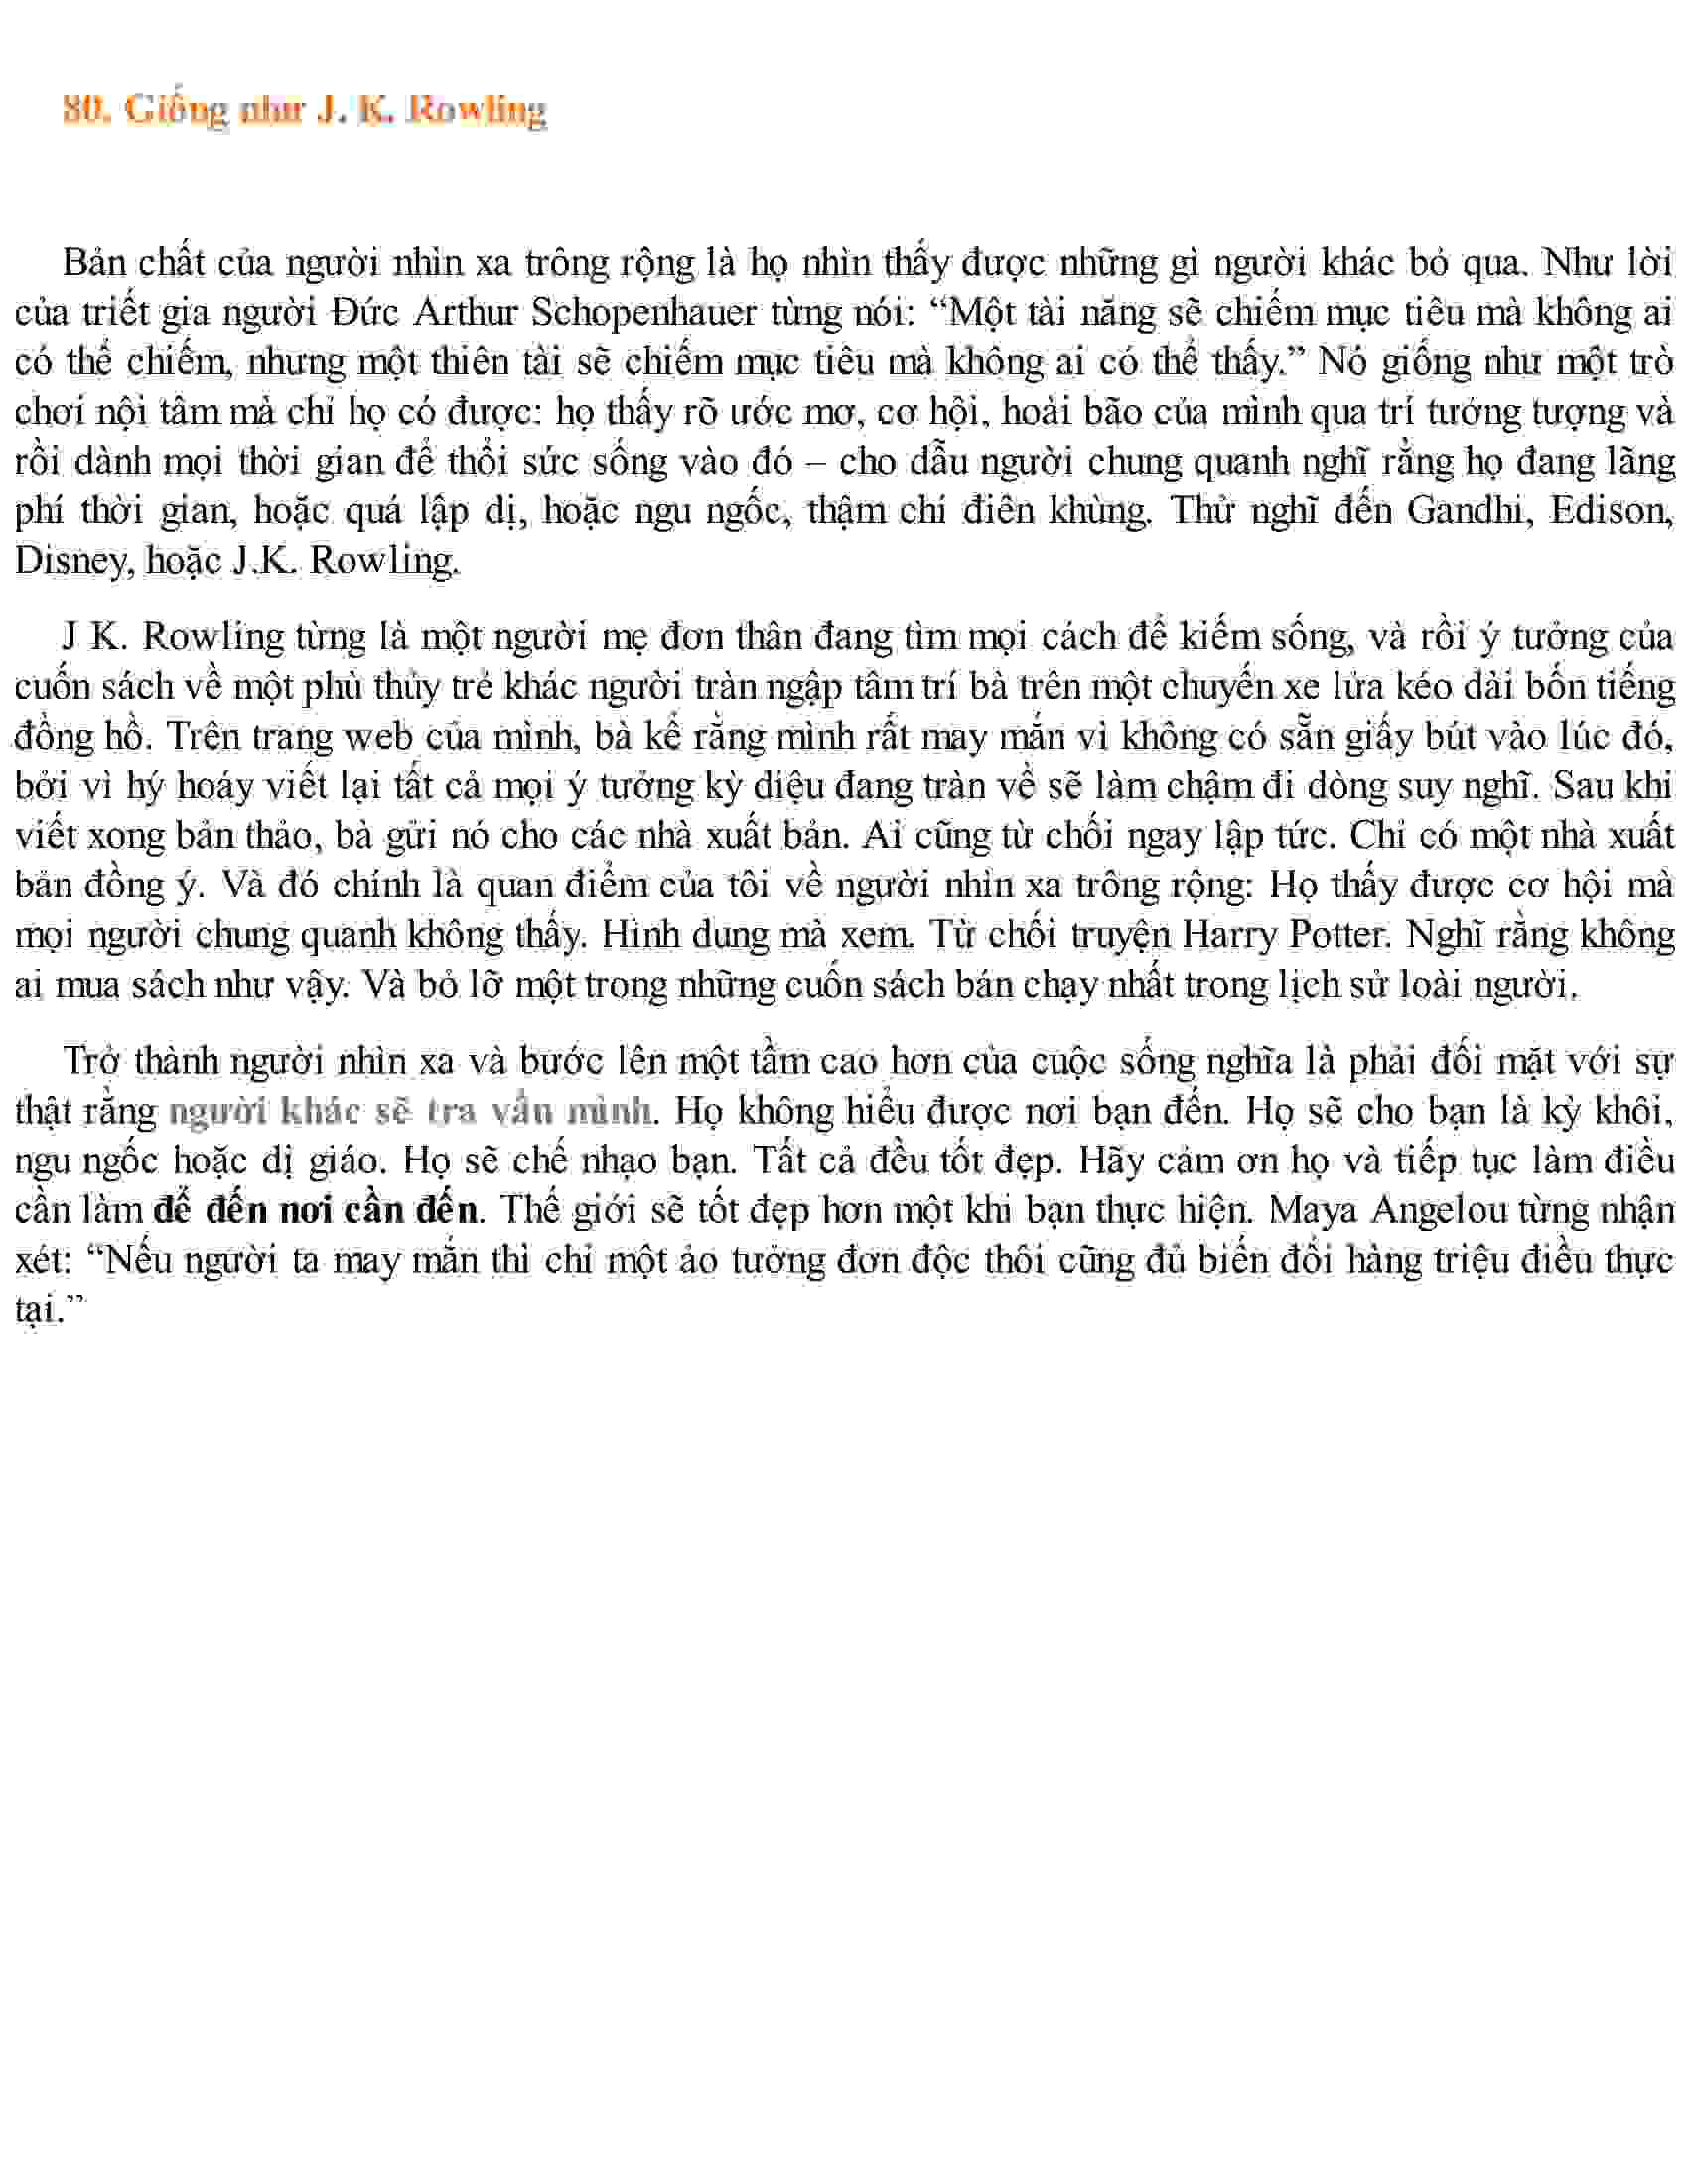 80. Giống như J. K. Rowling
Bản chất của người nhìn xa trông rộng là họ nhìn thấy được những gì người khác bỏ qua. Như lời
của triết gia người Đức Arthur Schopenhauer từng nói: “Một tài năng sẽ chiếm mục tiêu mà không ai
có thể chiếm, nhưng một thiên tài sẽ chiếm mục tiêu mà không ai có thể thấy.” Nó giống như một trò
chơi nội tâm mà chỉ họ có được: họ thấy rõ ước mơ, cơ hội, hoài bão của mình qua trí tưởng tượng và
rồi dành mọi thời gian để thổi sức sống vào đó – cho dẫu người chung quanh nghĩ rằng họ đang lãng
phí thời gian, hoặc quá lập dị, hoặc ngu ngốc, thậm chí điên khùng. Thử nghĩ đến Gandhi, Edison,
Disney, hoặc J.K. Rowling.
J K. Rowling từng là một người mẹ đơn thân đang tìm mọi cách để kiếm sống, và rồi ý tưởng của
cuốn sách về một phù thủy trẻ khác người tràn ngập tâm trí bà trên một chuyến xe lửa kéo dài bốn tiếng
đồng hồ. Trên trang web của mình, bà kể rằng mình rất may mắn vì không có sẵn giấy bút vào lúc đó,
bởi vì hý hoáy viết lại tất cả mọi ý tưởng kỳ diệu đang tràn về sẽ làm chậm đi dòng suy nghĩ. Sau khi
viết xong bản thảo, bà gửi nó cho các nhà xuất bản. Ai cũng từ chối ngay lập tức. Chỉ có một nhà xuất
bản đồng ý. Và đó chính là quan điểm của tôi về người nhìn xa trông rộng: Họ thấy được cơ hội mà
mọi người chung quanh không thấy. Hình dung mà xem. Từ chối truyện Harry Potter. Nghĩ rằng không
ai mua sách như vậy. Và bỏ lỡ một trong những cuốn sách bán chạy nhất trong lịch sử loài người.
Trở thành người nhìn xa và bước lên một tầm cao hơn của cuộc sống nghĩa là phải đối mặt với sự
thật rằng người khác sẽ tra vấn mình. Họ không hiểu được nơi bạn đến. Họ sẽ cho bạn là kỳ khôi,
ngu ngốc hoặc dị giáo. Họ sẽ chế nhạo bạn. Tất cả đều tốt đẹp. Hãy cảm ơn họ và tiếp tục làm điều
cần làm để đến nơi cần đến. Thế giới sẽ tốt đẹp hơn một khi bạn thực hiện. Maya Angelou từng nhận
xét: “Nếu người ta may mắn thì chỉ một ảo tưởng đơn độc thôi cũng đủ biến đổi hàng triệu điều thực
tại.”